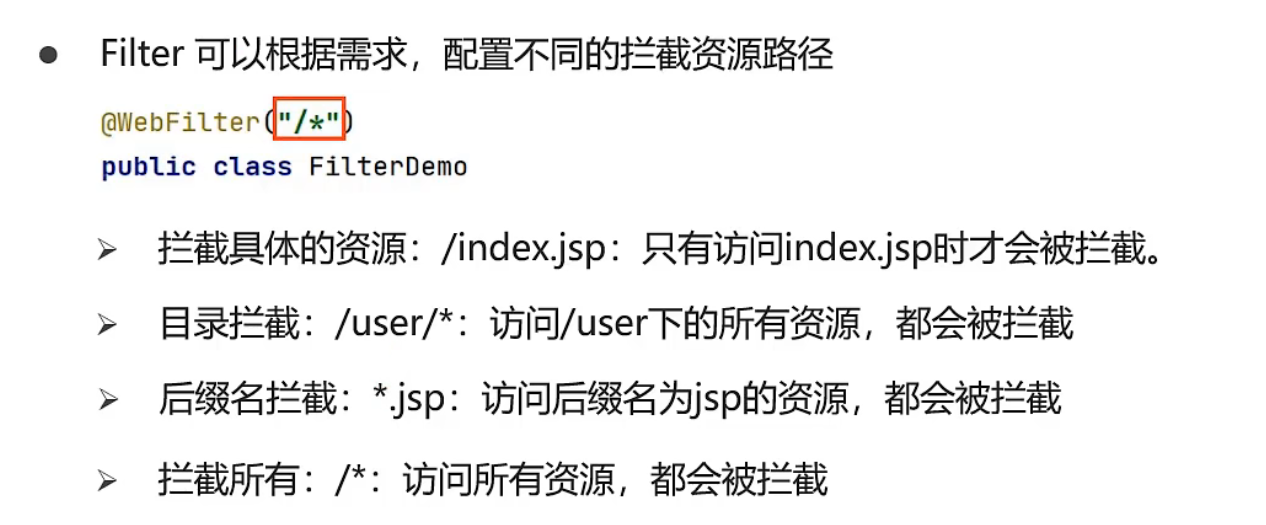 Filter 可以根据需求，配置不同的拦截资源路径
@WebFilter("/*")
public class FilterDemo
拦截具体的资源：/index.jsp：只有访问index.jsp时才会被拦截。
目录拦截：/user/*：访问/user下的所有资源，都会被拦截
后缀名拦截：*.jsp：访问后缀名为jsp的资源，都会被拦截
拦截所有：/*：访问所有资源，都会被拦截